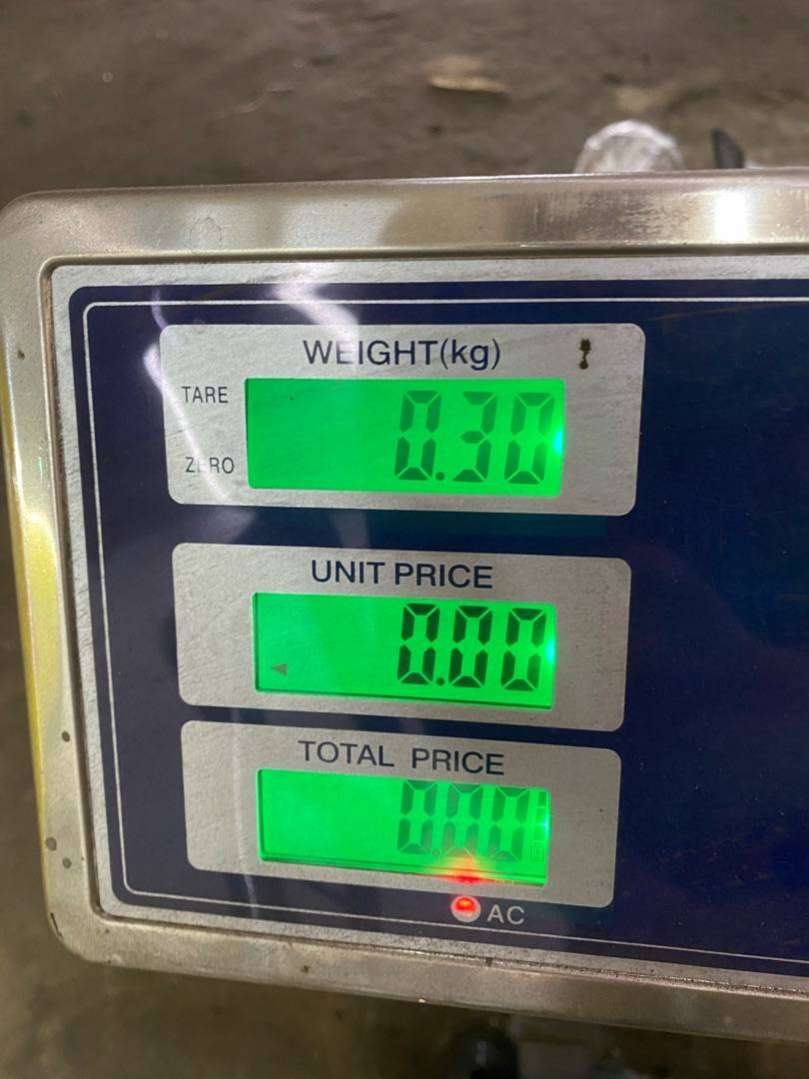 WEIGHT(kg)
TARE
0.30
ZERO
UNIT PRICE
0.00
TOTAL PRICE
0.00
AC